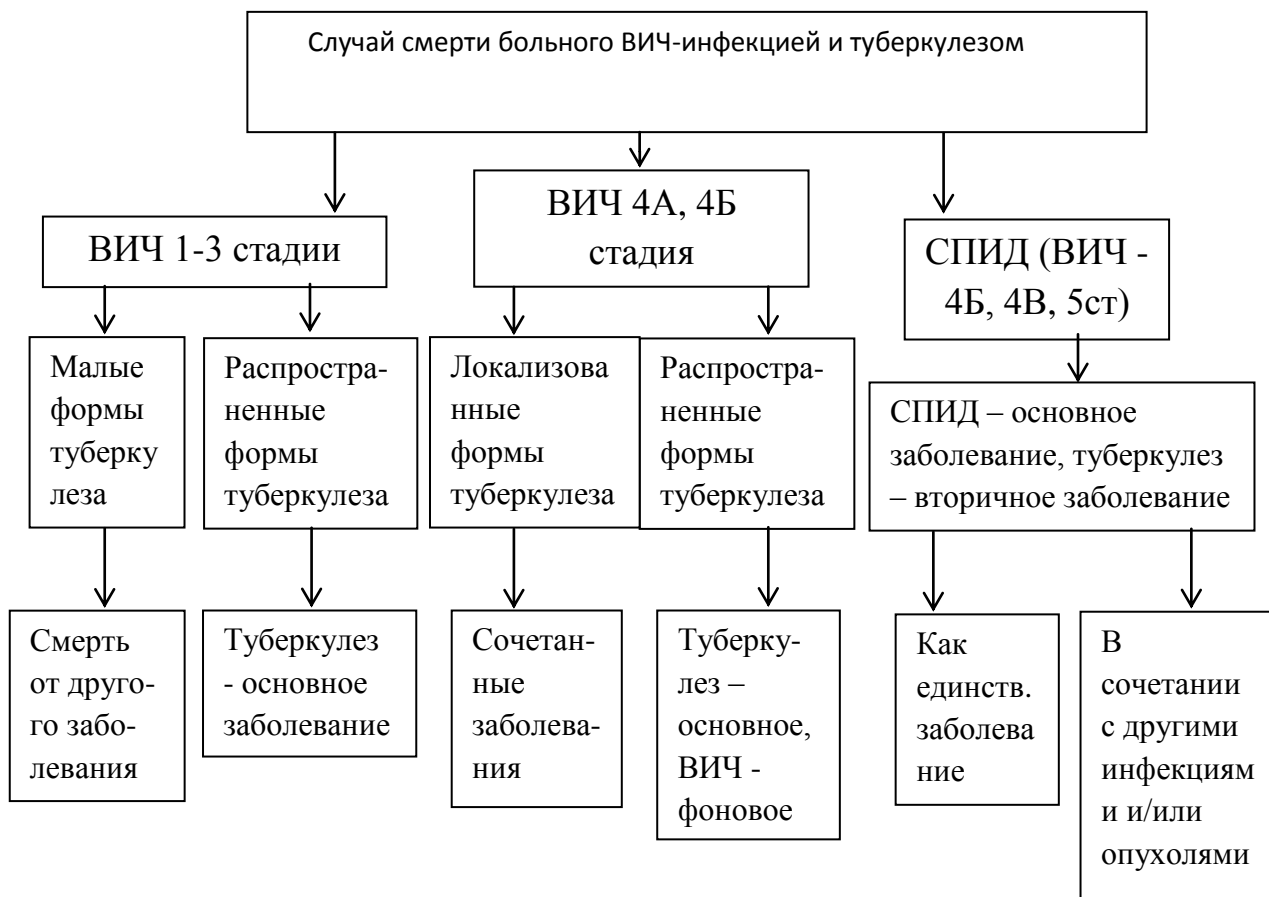 Случай смерти больного ВИЧ-инфекцией и туберкулезом
ВИЧ 1-3 стадии
ВИЧ 4А, 4Б
стадия
СПИД (ВИЧ -
4Б, 4В, 5ст)
Малые
формы
туберку
леза
Распростра-
ненные
формы
туберкулеза
Локализова
нные
формы
туберкулеза
Распростра-
ненные
формы
туберкулеза
СПИД – основное
заболевание, туберкулез
– вторичное заболевание
Смерть
от друго-
го забо-
левания
Туберкулез
- основное
заболевание
Сочетан-
ные
заболева-
ния
Туберку-
лез –
основное,
ВИЧ -
фоновое
Как
единств.
заболева
ние
В
сочетании
с другими
инфекциям
и и/или
опухолями